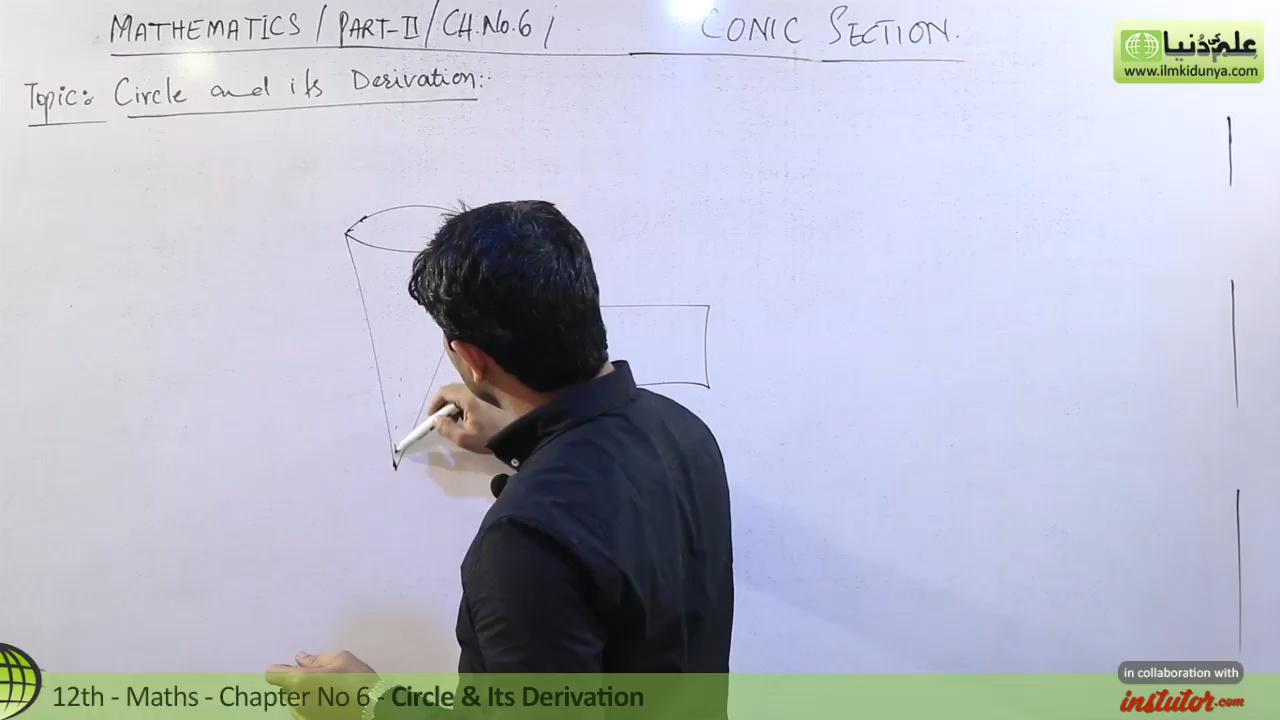 MATHEMATICS / PART-II / CH.No.6 / CONIC SECTION.
Topic:- Circle and its Derivation:-
علم کی دنیا
www.ilmkidunya.com
in collaboration with
instutor.com
12th - Maths - Chapter No 6 - Circle & Its Derivation